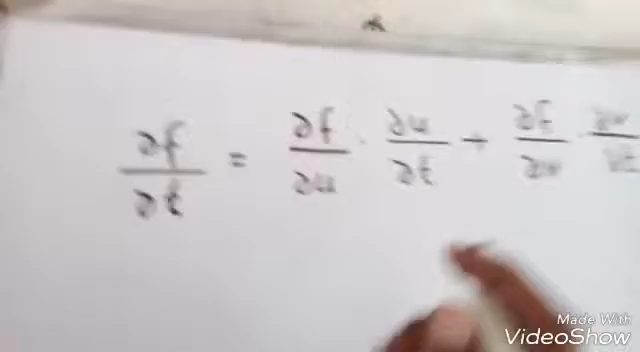 ∂f/∂t = ∂f/∂u · ∂u/∂t + ∂f/
Made With
VideoShow